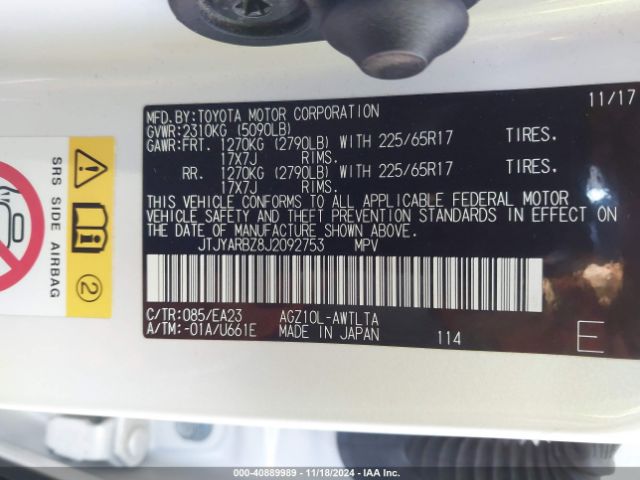 MFD.BY: TOYOTA MOTOR CORPORATION 11/17
GVWR: 2310KG (5090LB)
GAWR: FRT. 1270KG (2790LB) WITH 225/65R17 TIRES.
17X7J RIMS.
RR. 1270KG (2790LB) WITH 225/65R17 TIRES.
17X7J RIMS.
THIS VEHICLE CONFORMS TO ALL APPLICABLE FEDERAL MOTOR
VEHICLE SAFETY AND THEFT PREVENTION STANDARDS IN EFFECT ON
THE DATE OF MANUFACTURE SHOWN ABOVE.
JTJYARBZ8J2092753 MPV
C/TR: 085/EA23 AGZ10L-AWTLTA
A/TM: -01A/U661E MADE IN JAPAN 114 E
SRS SIDE AIRBAG
2
000-40889989 - 11/18/2024 - IAA Inc.